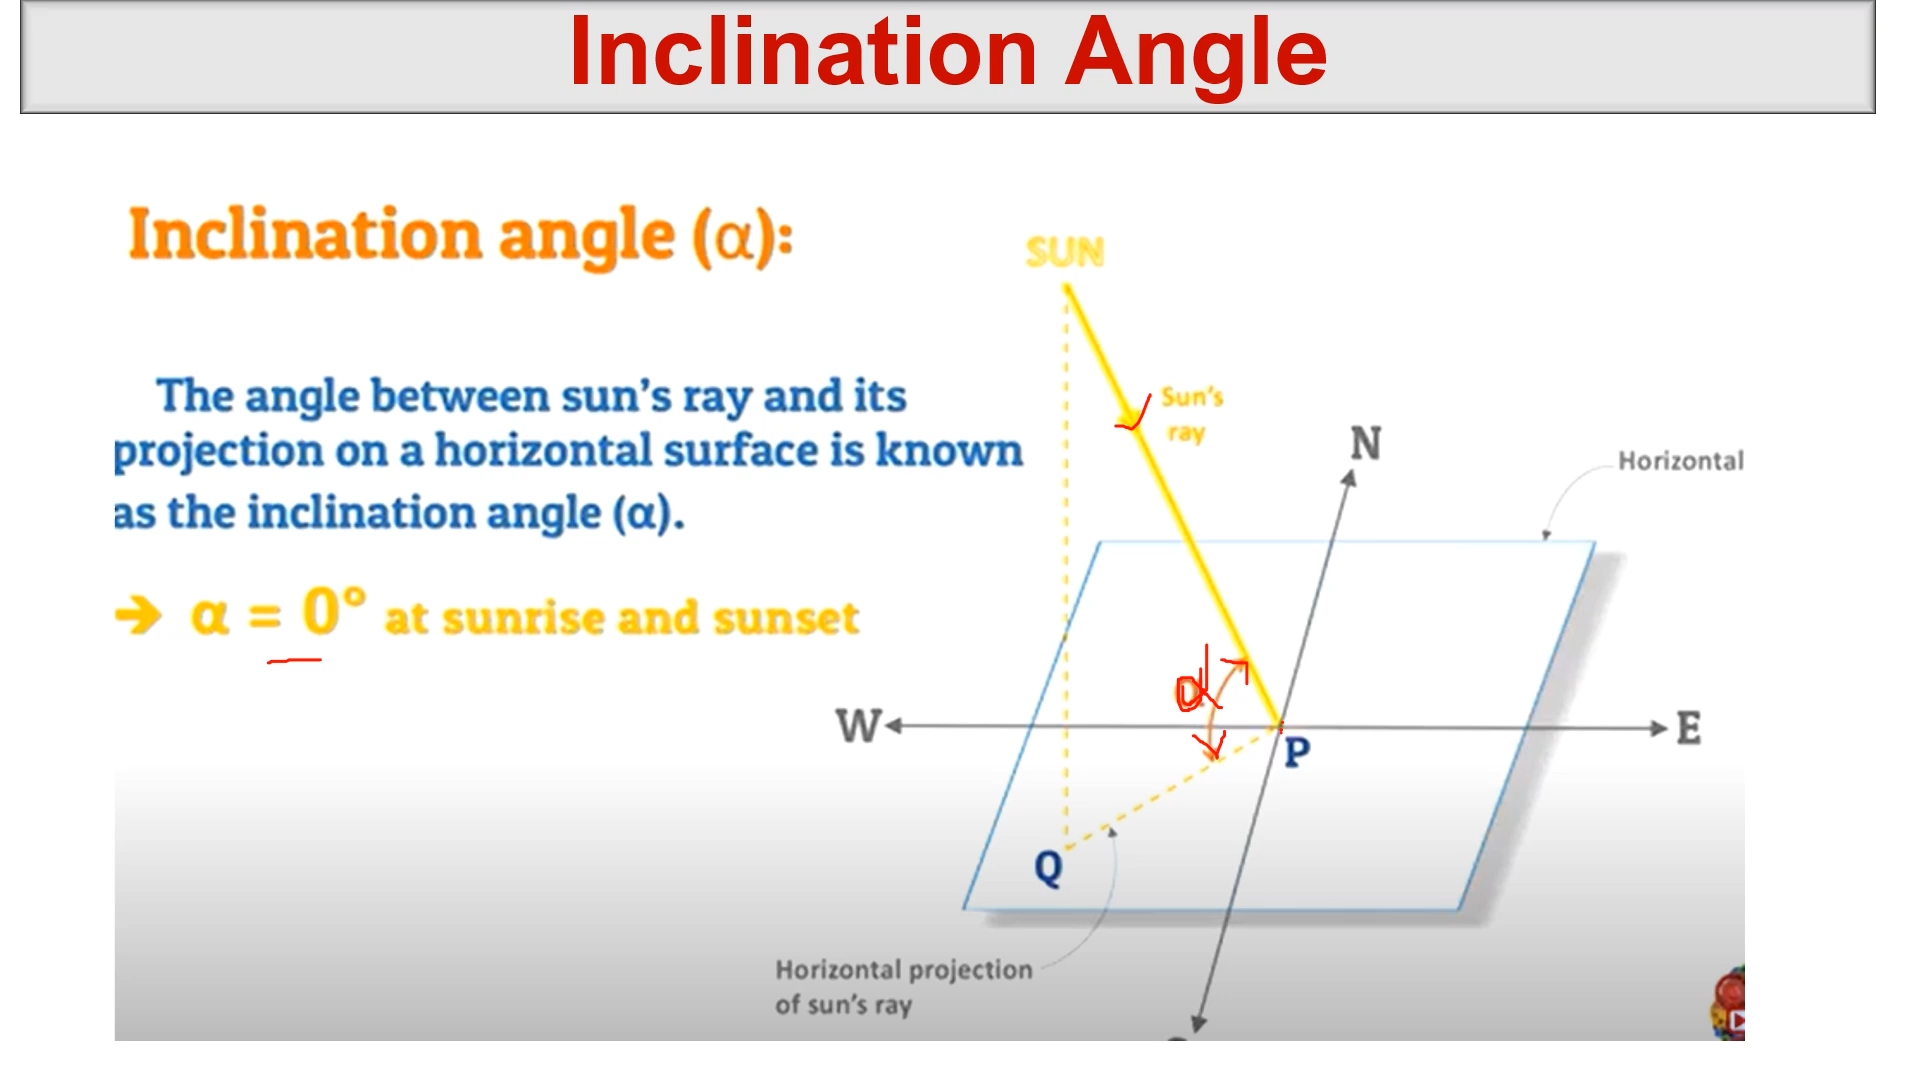 Inclination Angle
Inclination angle (α):
SUN
The angle between sun's ray and its
projection on a horizontal surface is known
as the inclination angle (α).
➔ α = 0° at sunrise and sunset
Sun's
ray
N
Horizontal
α
W
E
P
Q
Horizontal projection
of sun's ray